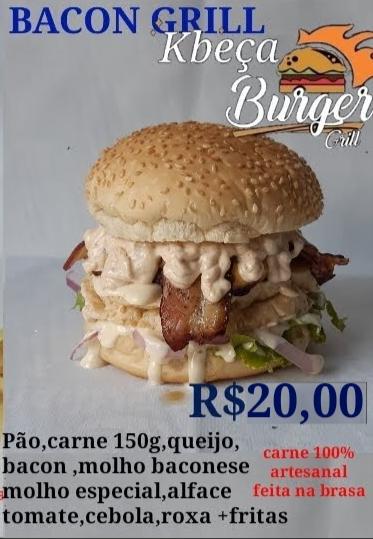 BACON GRILL
Kbeça
Burger
Grill
R$20,00
Pão,carne 150g,queijo,
bacon ,molho baconese
molho especial,alface
tomate,cebola,roxa +fritas
carne 100%
artesanal
feita na brasa